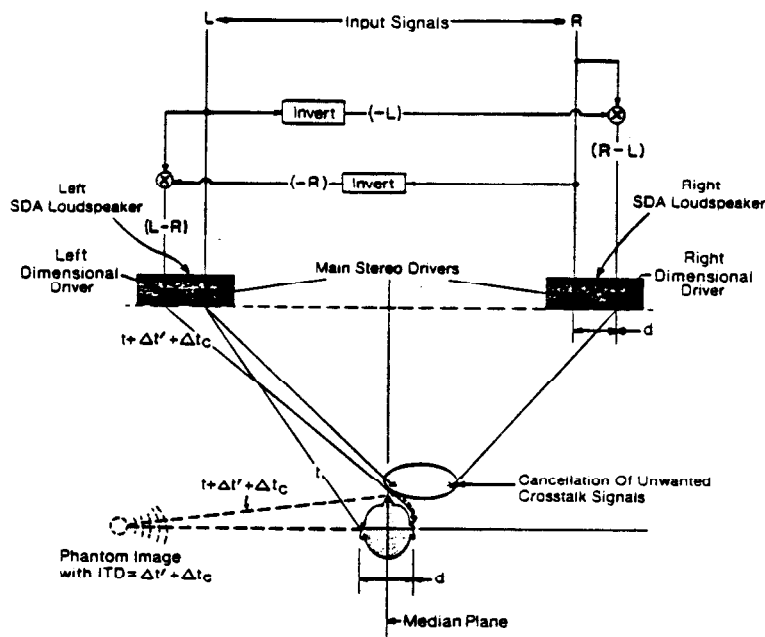 L
Input Signals
R
Invert
(-L)
(R-L)
(-R)
Invert
Left
SDA Loudspeaker
Right
SDA Loudspeaker
(L-R)
Left
Dimensional
Driver
Main Stereo Drivers
Right
Dimensional
Driver
d
t+Δt′+Δtc
t
t+Δt′+Δtc
Cancellation Of Unwanted
Crosstalk Signals
Phantom Image
with ITD=Δt′+Δtc
d
Median Plane